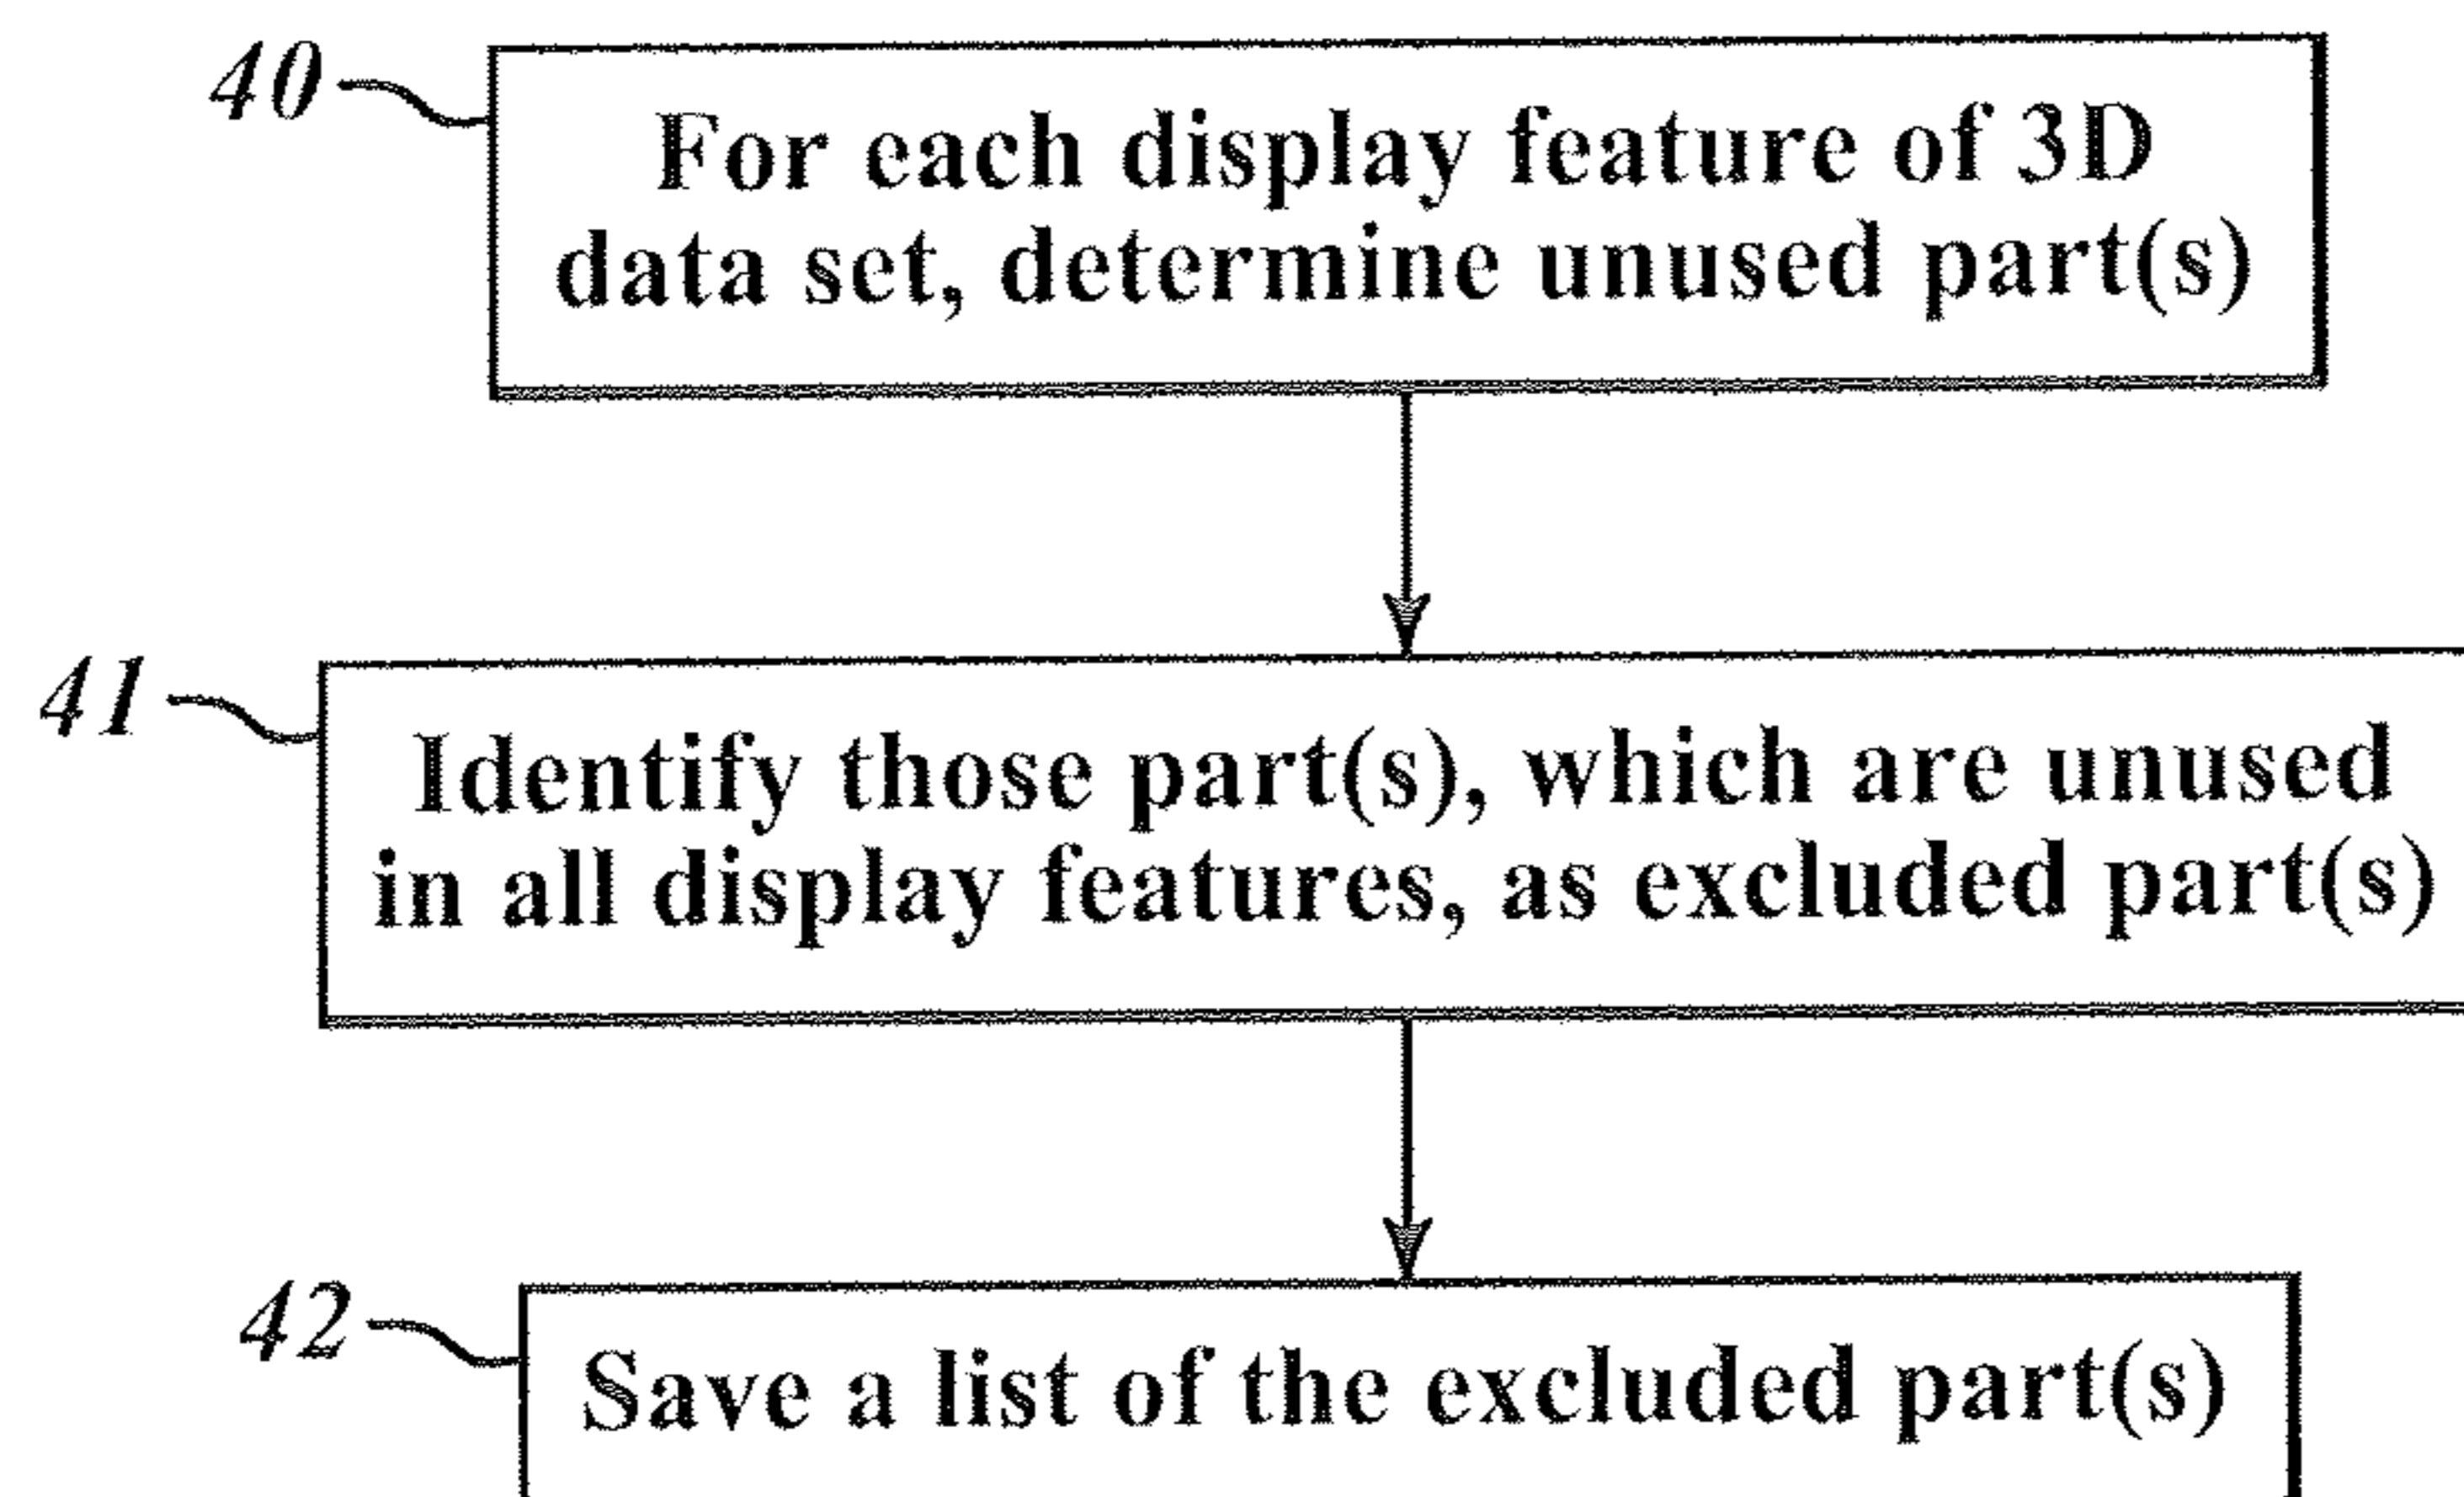 40
For each display feature of 3D
data set, determine unused part(s)
41
Identify those part(s), which are unused
in all display features, as excluded part(s)
42
Save a list of the excluded part(s)